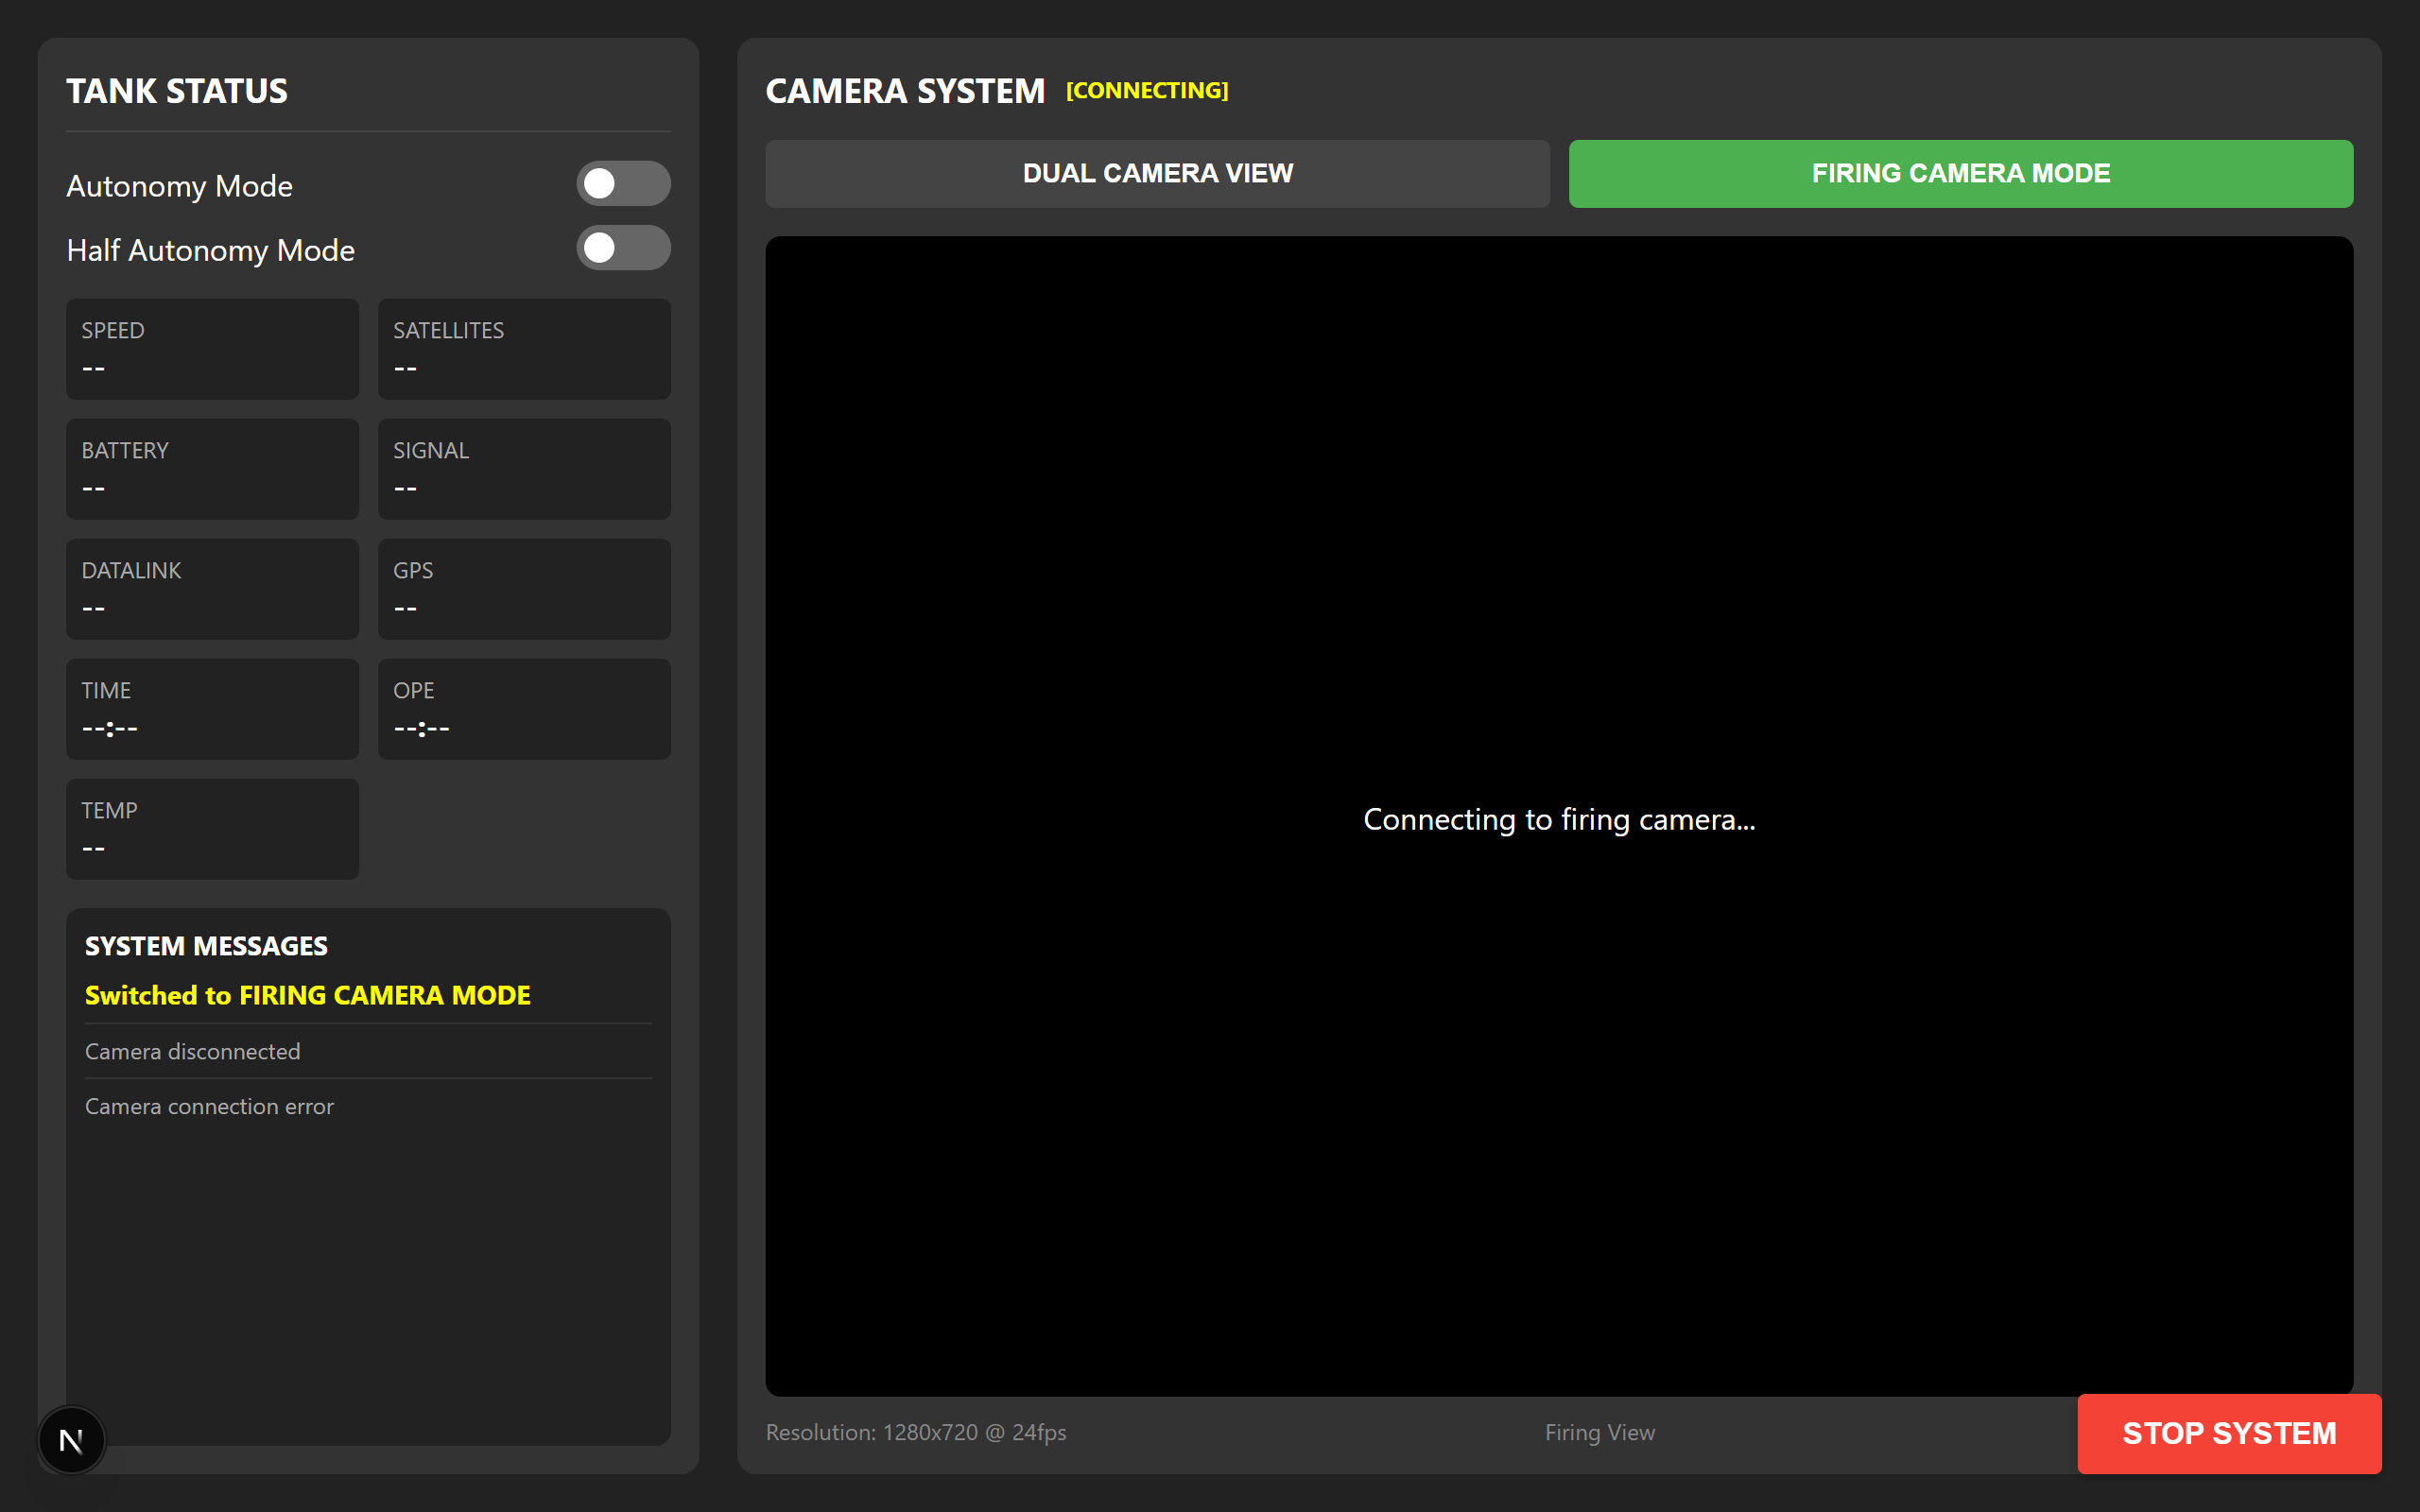 TANK STATUS
Autonomy Mode
Half Autonomy Mode
SPEED
--
SATELLITES
--
BATTERY
--
SIGNAL
--
DATALINK
--
GPS
--
TIME
--:--
OPE
--:--
TEMP
--
SYSTEM MESSAGES
Switched to FIRING CAMERA MODE
Camera disconnected
Camera connection error
N
CAMERA SYSTEM [CONNECTING]
DUAL CAMERA VIEW
FIRING CAMERA MODE
Connecting to firing camera...
Resolution: 1280x720 @ 24fps
Firing View
STOP SYSTEM